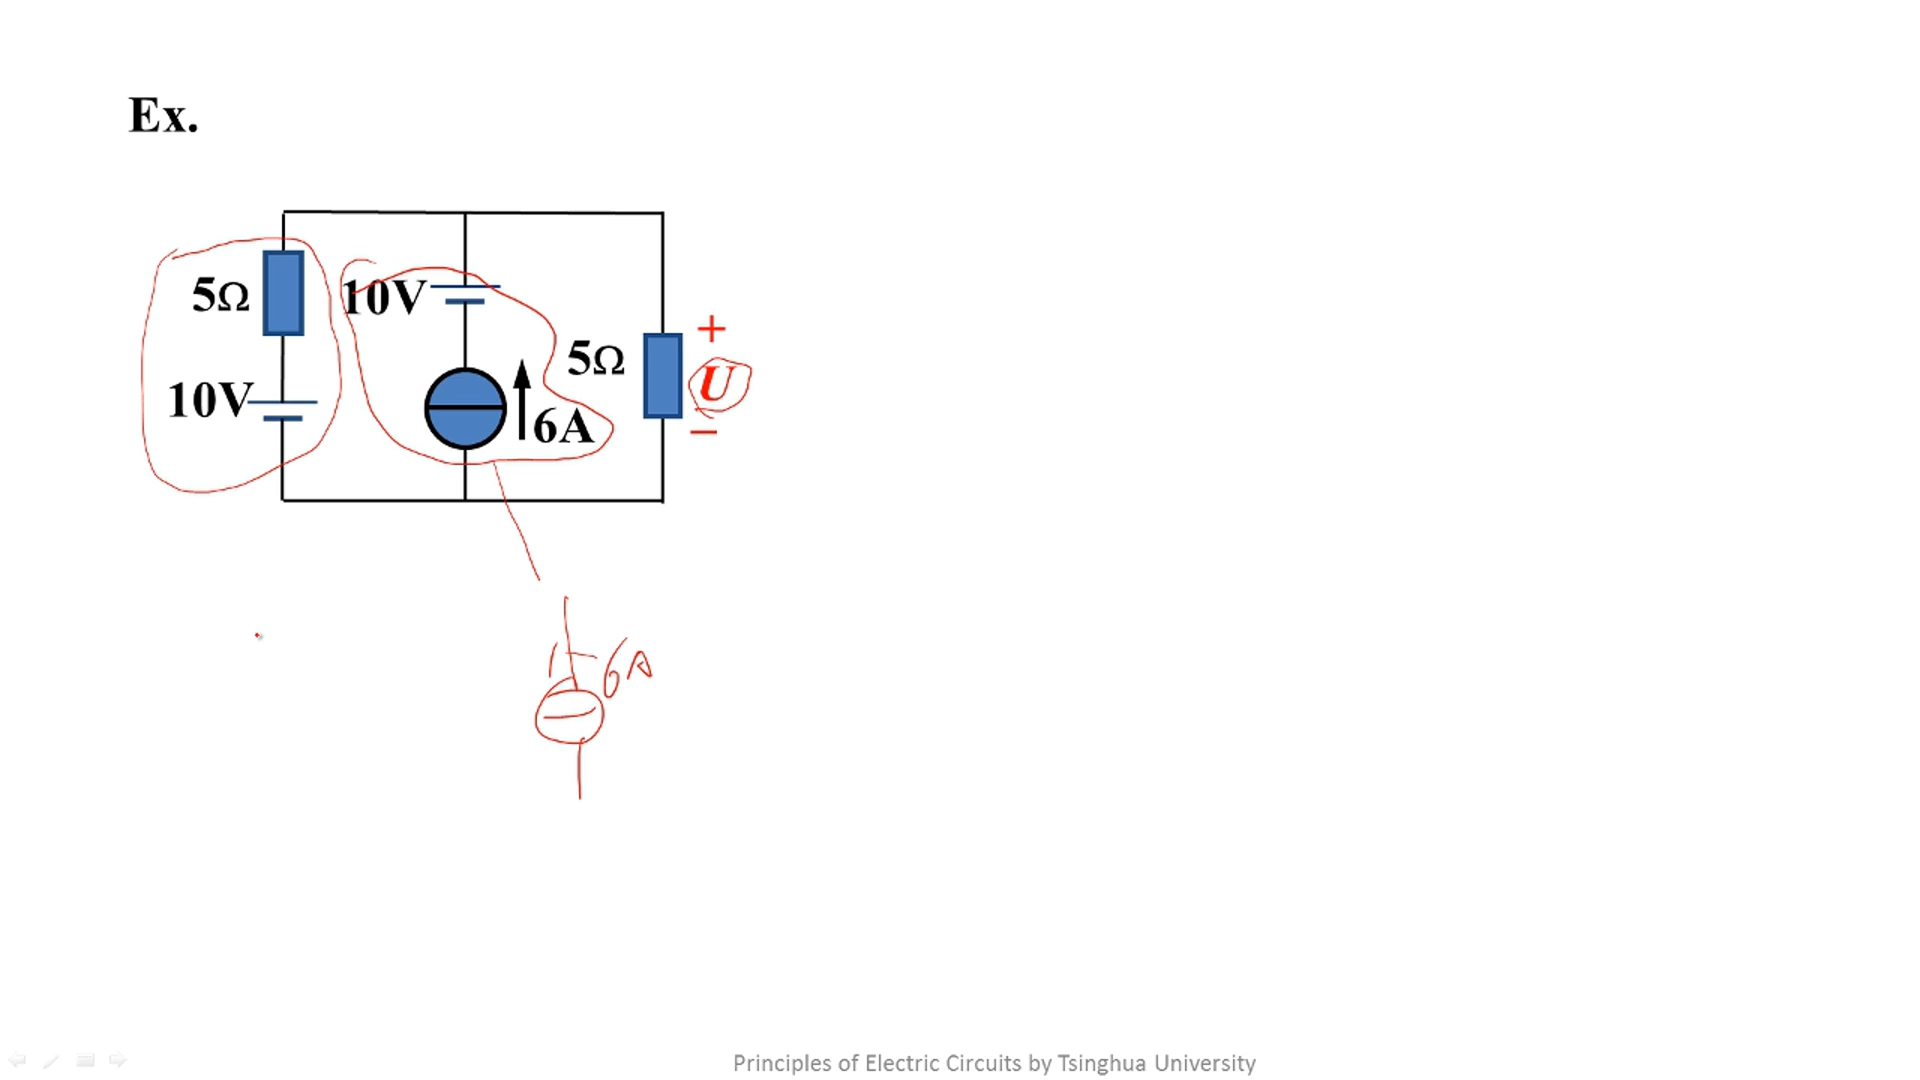 Ex.
5Ω
10V
10V
5Ω
6A
+
U
−
6A
Principles of Electric Circuits by Tsinghua University